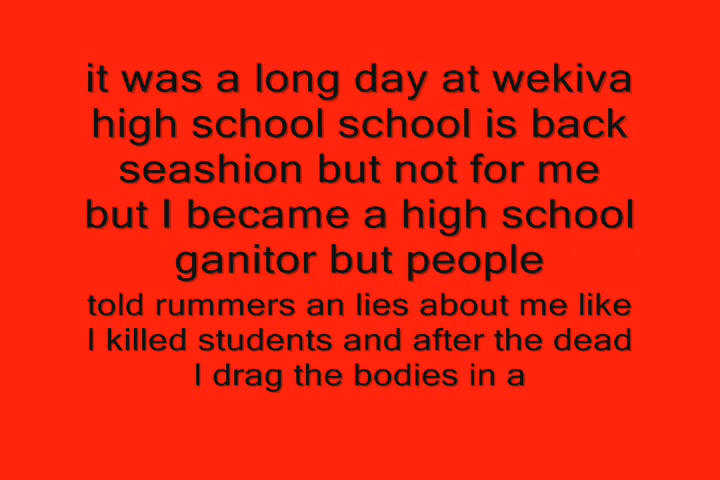 it was a long day at wekiva
high school school is back
seashion but not for me
but I became a high school
ganitor but people
told rummers an lies about me like
I killed students and after the dead
I drag the bodies in a